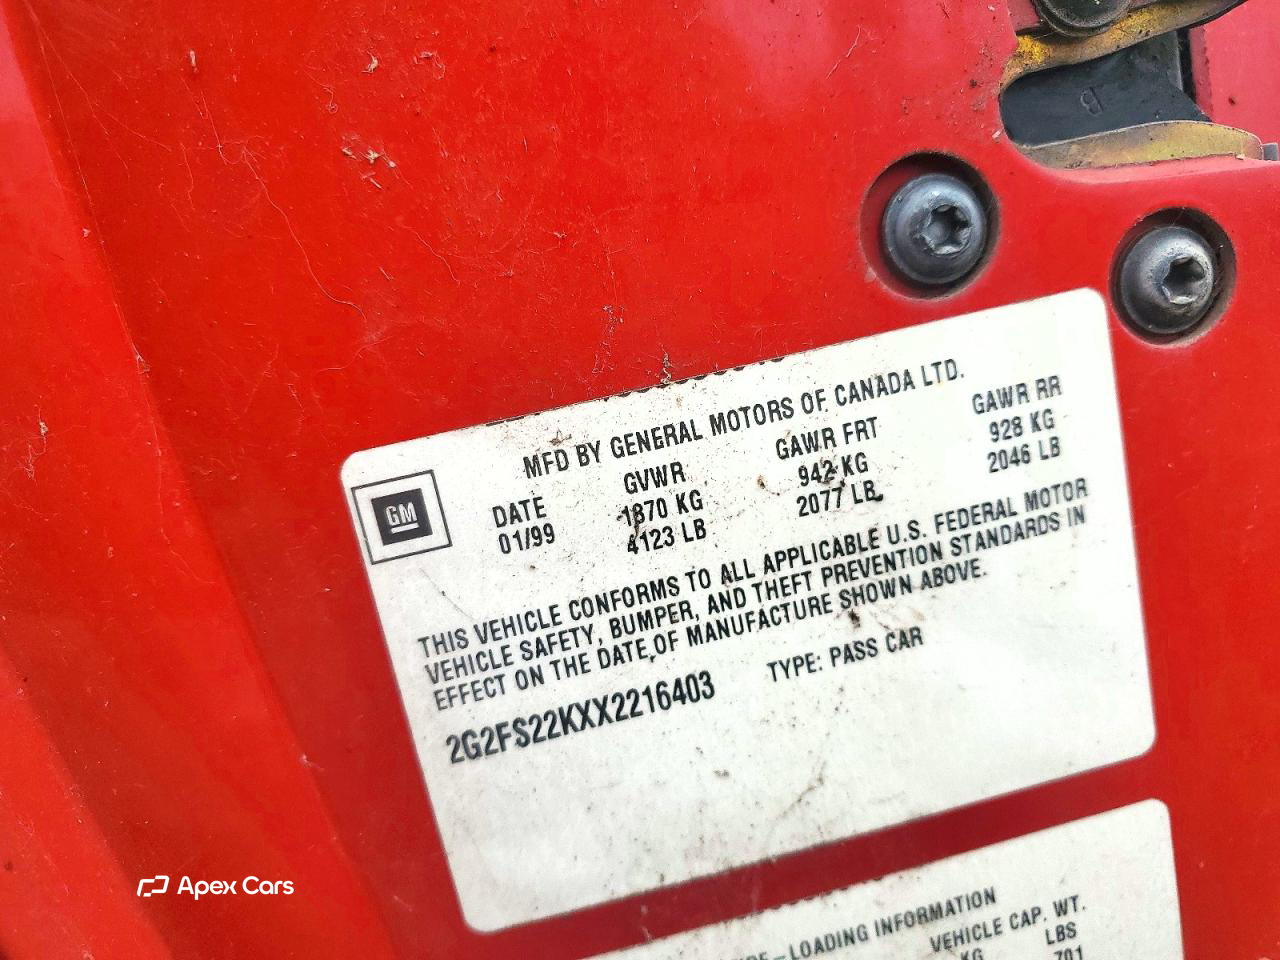 MFD BY GENERAL MOTORS OF CANADA LTD.
DATE GVWR GAWR FRT GAWR RR
01/99 1870 KG 942 KG 928 KG
4123 LB 2077 LB 2046 LB
GM
THIS VEHICLE CONFORMS TO ALL APPLICABLE U.S. FEDERAL MOTOR
VEHICLE SAFETY, BUMPER, AND THEFT PREVENTION STANDARDS IN
EFFECT ON THE DATE OF MANUFACTURE SHOWN ABOVE.
2G2FS22KXX2216403 TYPE: PASS CAR
–LOADING INFORMATION
VEHICLE CAP. WT.
KG LBS
701
Apex Cars